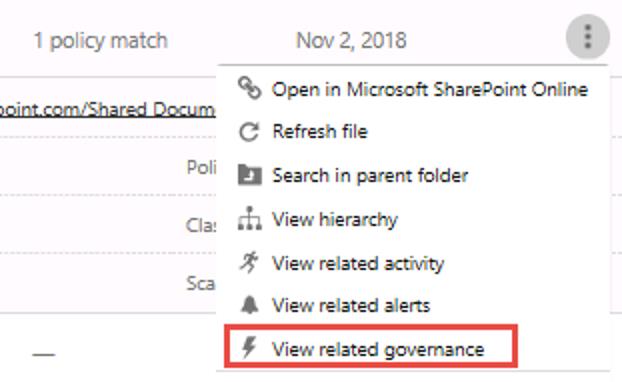 1 policy match Nov 2, 2018
Open in Microsoft SharePoint Online
point.com/Shared Docum
Refresh file
Poli
Search in parent folder
Clas
View hierarchy
View related activity
Sca
View related alerts
— View related governance